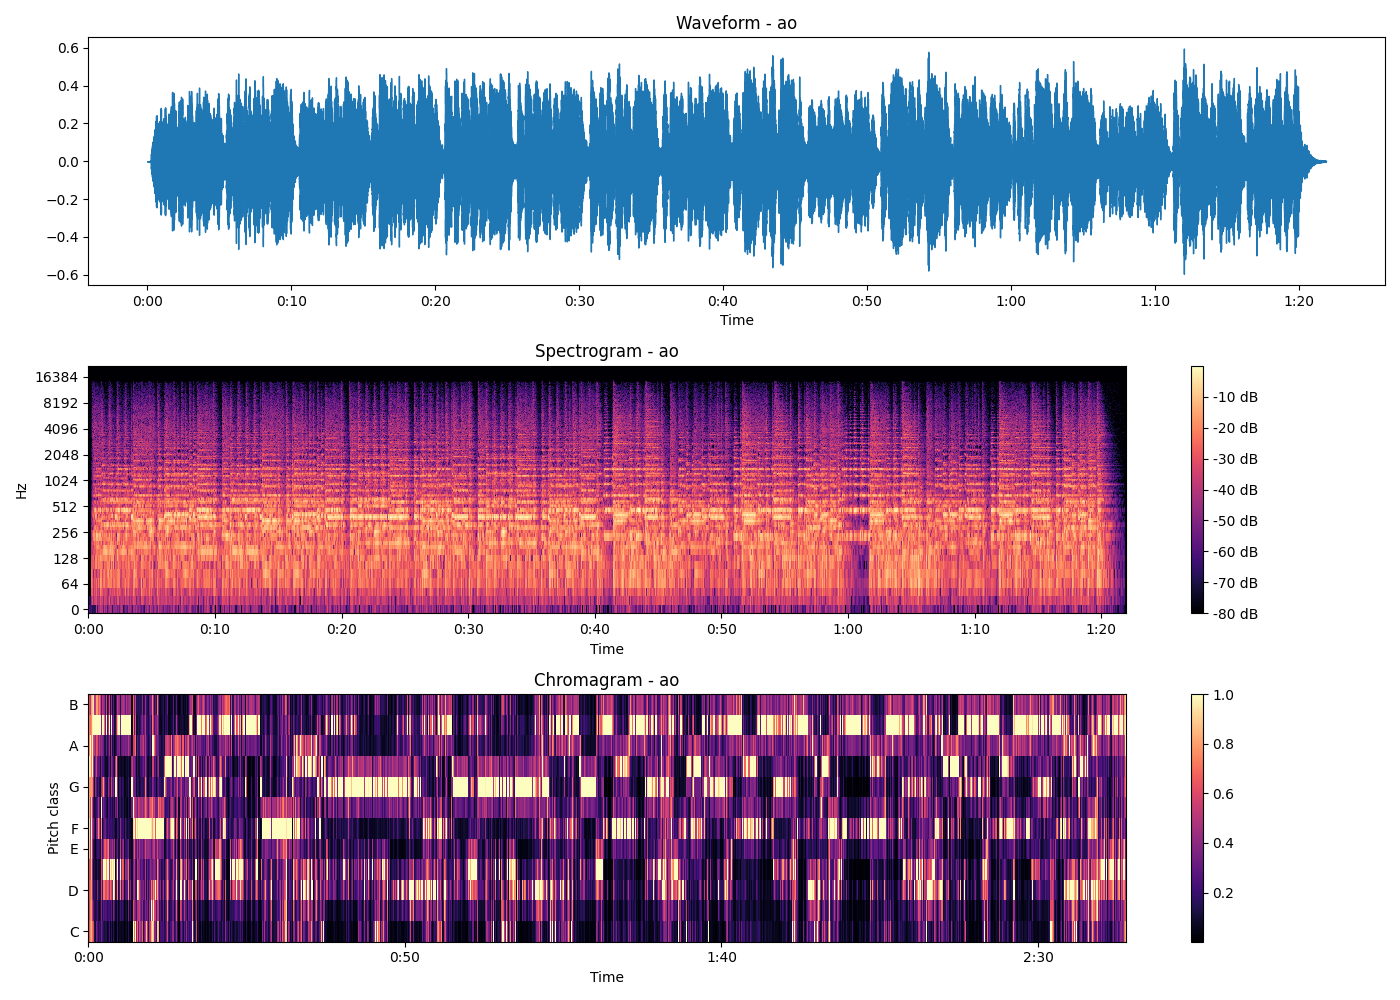 Waveform - ao
0.6
0.4
0.2
0.0
−0.2
−0.4
−0.6
0:00 0:10 0:20 0:30 0:40 0:50 1:00 1:10 1:20
Time
Spectrogram - ao
Hz
16384
8192
4096
2048
1024
512
256
128
64
0
0:00 0:10 0:20 0:30 0:40 0:50 1:00 1:10 1:20
Time
-10 dB
-20 dB
-30 dB
-40 dB
-50 dB
-60 dB
-70 dB
-80 dB
Chromagram - ao
Pitch class
B
A
G
F
E
D
C
0:00 0:50 1:40 2:30
Time
1.0
0.8
0.6
0.4
0.2